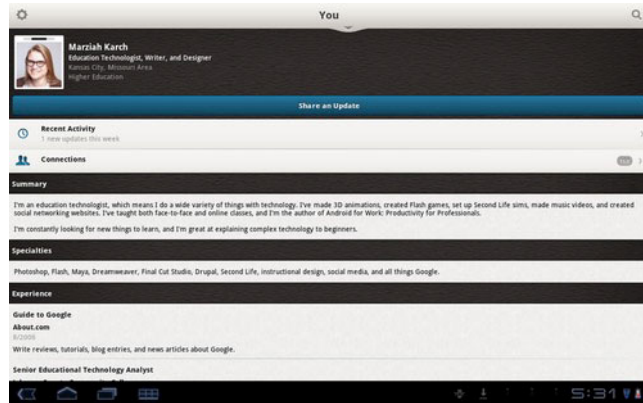 You
Marziah Karch
Education Technologist, Writer, and Designer
Kansas City, Missouri Area
Higher Education
Share an Update
Recent Activity
1 new updates this week
Connections
Summary
I'm an education technologist, which means I do a wide variety of things with technology. I've made 3D animations, created Flash games, set up Second Life sims, made music videos, and created
social networking websites. I've taught both face-to-face and online classes, and I'm the author of Android for Work: Productivity for Professionals.
I'm constantly looking for new things to learn, and I'm great at explaining complex technology to beginners.
Specialties
Photoshop, Flash, Maya, Dreamweaver, Final Cut Studio, Drupal, Second Life, instructional design, social media, and all things Google.
Experience
Guide to Google
About.com
Write reviews, tutorials, blog entries, and news articles about Google.
Senior Educational Technology Analyst
5:31